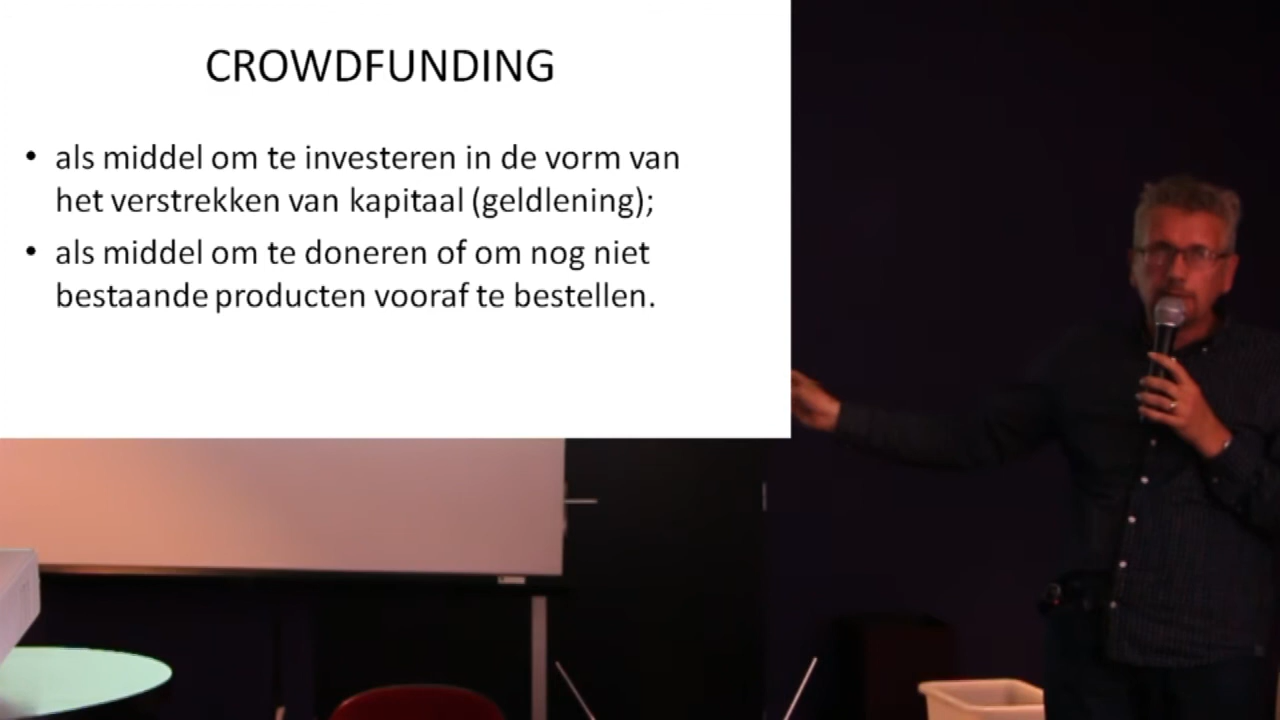 CROWDFUNDING
• als middel om te investeren in de vorm van
het verstrekken van kapitaal (geldlening);
• als middel om te doneren of om nog niet
bestaande producten vooraf te bestellen.